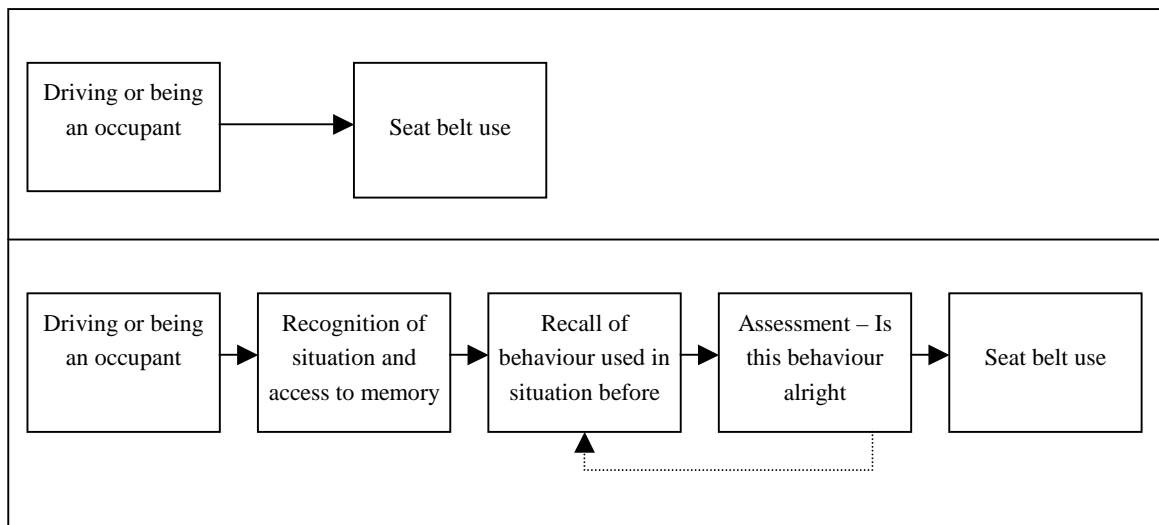 Driving or being
an occupant
Seat belt use
Driving or being
an occupant
Recognition of
situation and
access to memory
Recall of
behaviour used in
situation before
Assessment – Is
this behaviour
alright
Seat belt use